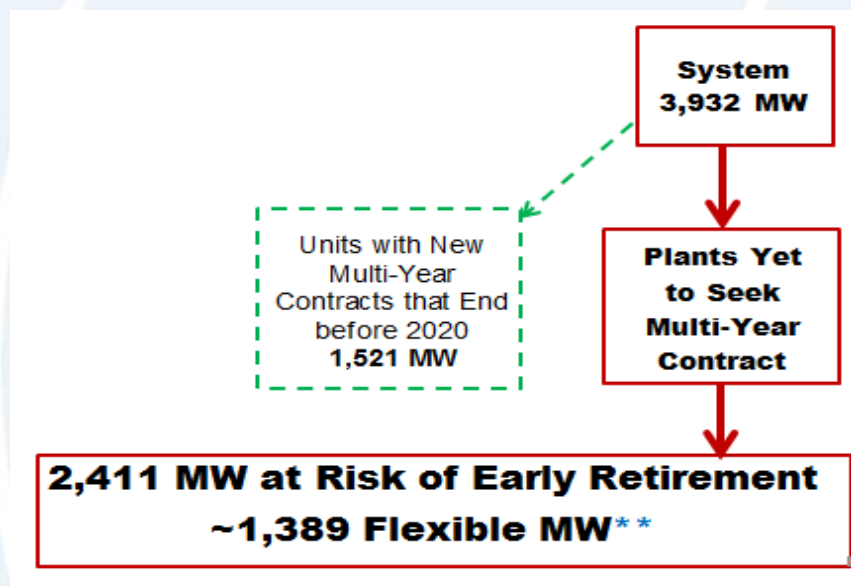 System
3,932 MW
Units with New
Multi-Year
Contracts that End
before 2020
1,521 MW
Plants Yet
to Seek
Multi-Year
Contract
2,411 MW at Risk of Early Retirement
~1,389 Flexible MW**